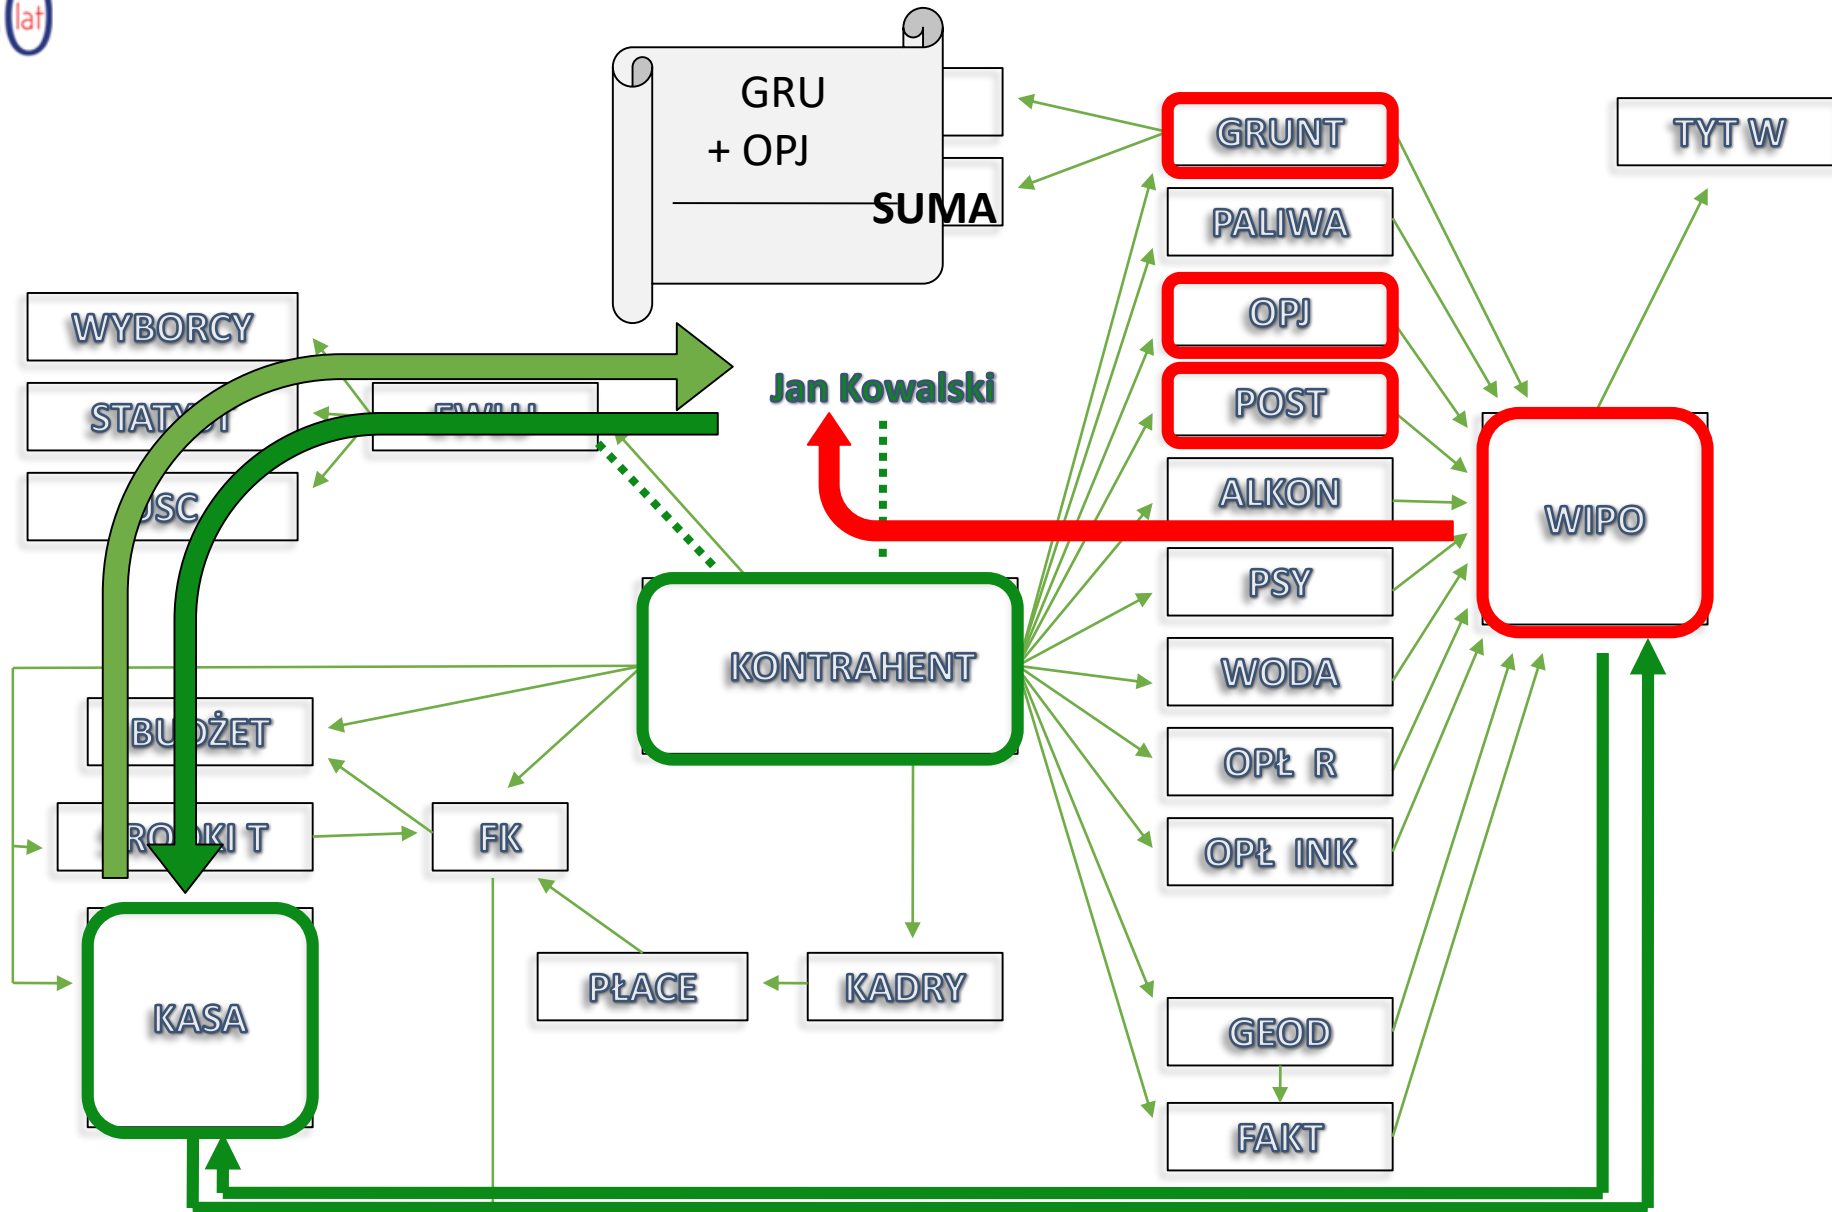 lat
GRU
+ OPJ
SUMA
GRUNT
TYT W
PALIWA
OPJ
WYBORCY
Jan Kowalski
POST
ALKON
WIPO
PSY
KONTRAHENT
WODA
BUDŻET
OPŁ R
FK
OPŁ INK
PŁACE
KADRY
KASA
GEOD
FAKT